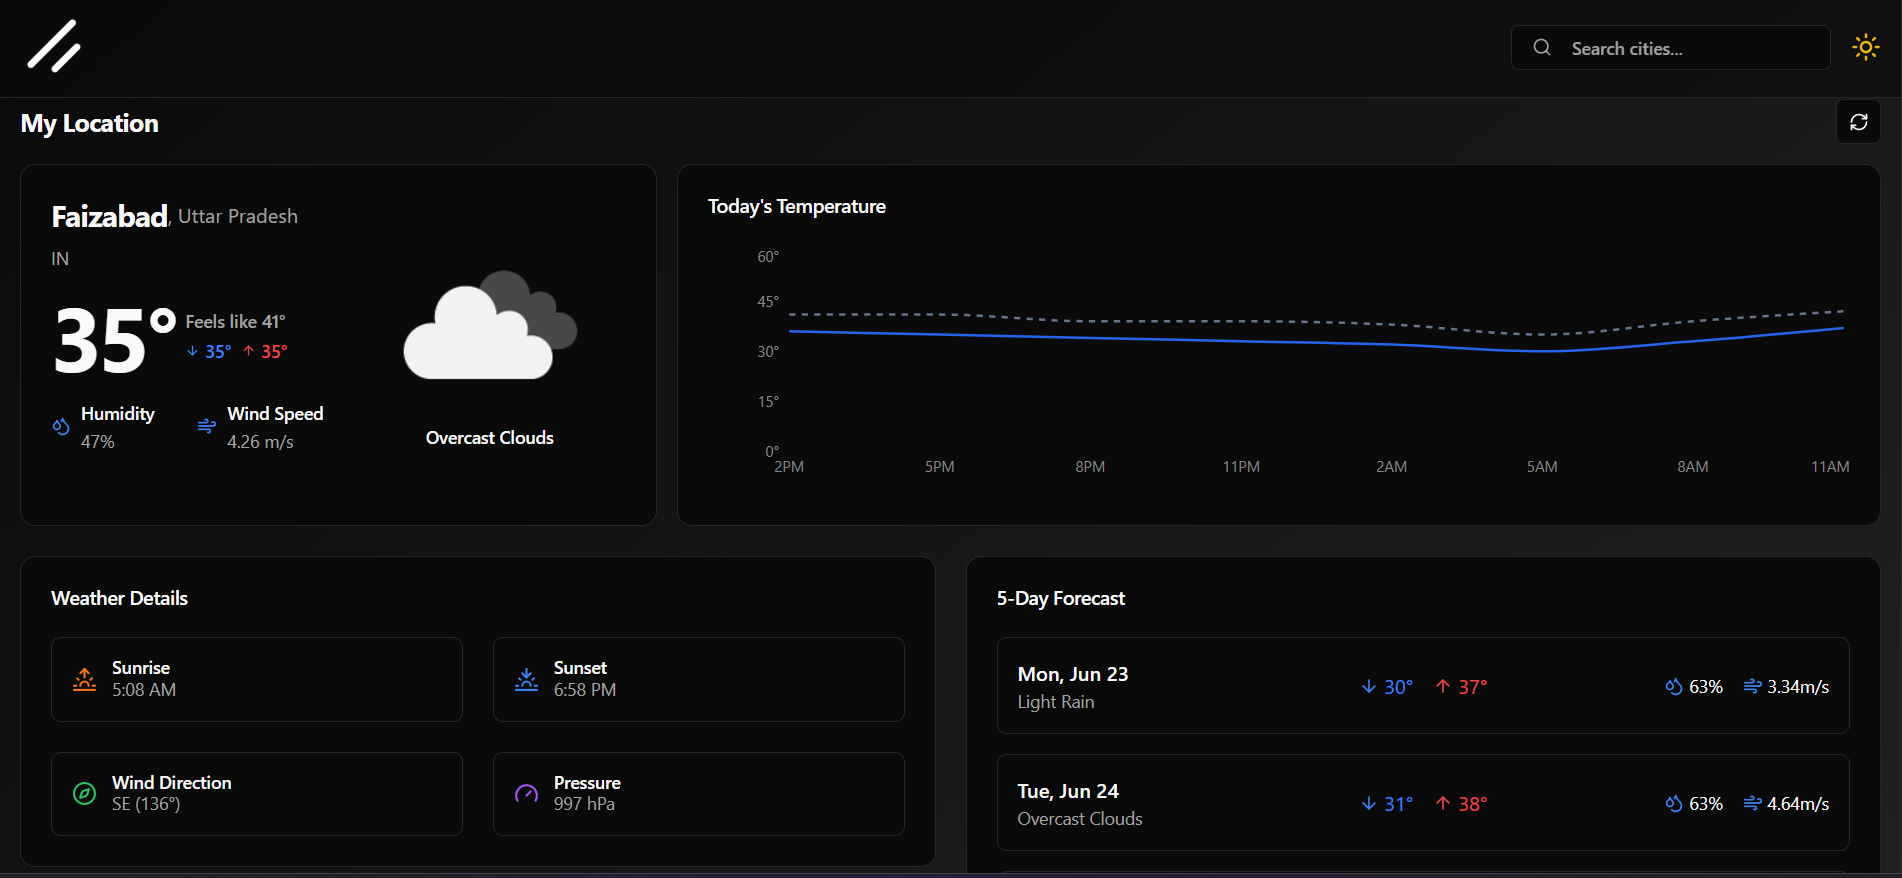 Search cities...
My Location
Faizabad, Uttar Pradesh
IN
35°
Feels like 41°
35° 35°
Humidity
47%
Wind Speed
4.26 m/s
Overcast Clouds
Today's Temperature
60°
45°
30°
15°
0°
2PM 5PM 8PM 11PM 2AM 5AM 8AM 11AM
Weather Details
Sunrise
5:08 AM
Sunset
6:58 PM
Wind Direction
SE (136°)
Pressure
997 hPa
5-Day Forecast
Mon, Jun 23
Light Rain
30° 37° 63% 3.34m/s
Tue, Jun 24
Overcast Clouds
31° 38° 63% 4.64m/s